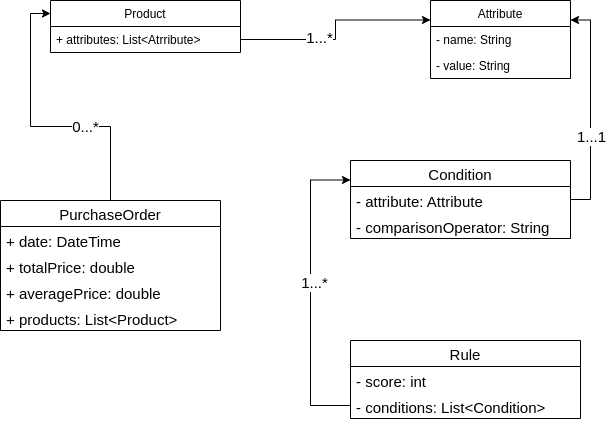 Product
+ attributes: List<Atrribute>
Attribute
- name: String
- value: String
1...*
0...*
1...1
PurchaseOrder
+ date: DateTime
+ totalPrice: double
+ averagePrice: double
+ products: List<Product>
Condition
- attribute: Attribute
- comparisonOperator: String
1...*
Rule
- score: int
- conditions: List<Condition>